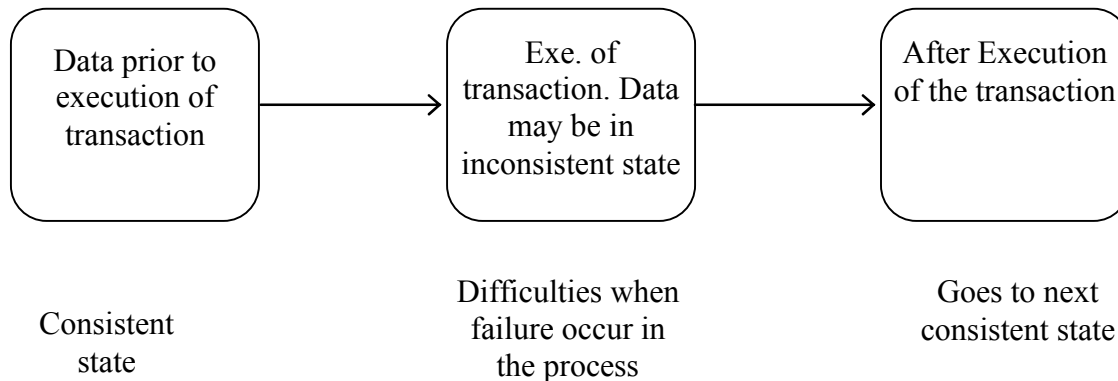 Data prior to
execution of
transaction
Exe. of
transaction. Data
may be in
inconsistent state
After Execution
of the transaction
Consistent
state
Difficulties when
failure occur in
the process
Goes to next
consistent state